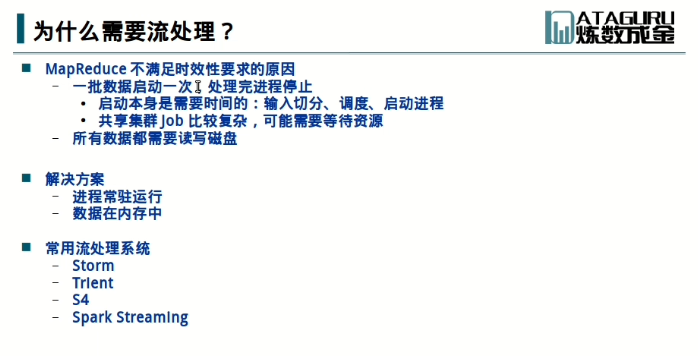 为什么需要流处理？
ATAGURU
炼数成金
MapReduce 不满足时效性要求的原因
– 一批数据启动一次，处理完进程停止
• 启动本身是需要时间的：输入切分、调度、启动进程
• 共享集群 Job 比较复杂，可能需要等待资源
– 所有数据都需要读写磁盘
解决方案
– 进程常驻运行
– 数据在内存中
常用流处理系统
– Storm
– Trient
– S4
– Spark Streaming